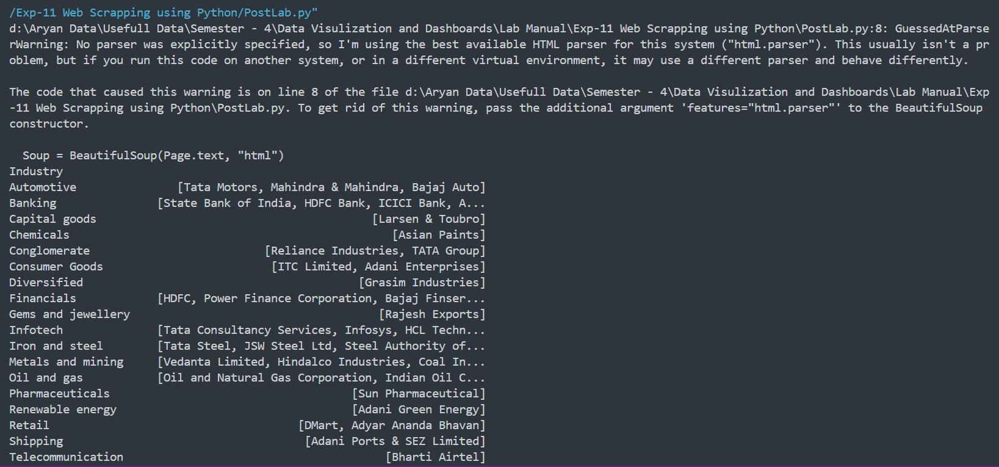 /Exp-11 Web Scrapping using Python/PostLab.py"
d:\Aryan Data\Usefull Data\Semester - 4\Data Visulization and Dashboards\Lab Manual\Exp-11 Web Scrapping using Python\PostLab.py:8: GuessedAtParse
rWarning: No parser was explicitly specified, so I'm using the best available HTML parser for this system ("html.parser"). This usually isn't a pr
oblem, but if you run this code on another system, or in a different virtual environment, it may use a different parser and behave differently.

The code that caused this warning is on line 8 of the file d:\Aryan Data\Usefull Data\Semester - 4\Data Visulization and Dashboards\Lab Manual\Exp
-11 Web Scrapping using Python\PostLab.py. To get rid of this warning, pass the additional argument 'features="html.parser"' to the BeautifulSoup
constructor.

  Soup = BeautifulSoup(Page.text, "html")
Industry
Automotive               [Tata Motors, Mahindra & Mahindra, Bajaj Auto]
Banking               [State Bank of India, HDFC Bank, ICICI Bank, A...
Capital goods                                         [Larsen & Toubro]
Chemicals                                                [Asian Paints]
Conglomerate                          [Reliance Industries, TATA Group]
Consumer Goods                         [ITC Limited, Adani Enterprises]
Diversified                                         [Grasim Industries]
Financials            [HDFC, Power Finance Corporation, Bajaj Finser...
Gems and jewellery                                     [Rajesh Exports]
Infotech              [Tata Consultancy Services, Infosys, HCL Techn...
Iron and steel        [Tata Steel, JSW Steel Ltd, Steel Authority of...
Metals and mining     [Vedanta Limited, Hindalco Industries, Coal In...
Oil and gas           [Oil and Natural Gas Corporation, Indian Oil C...
Pharmaceuticals                                    [Sun Pharmaceutical]
Renewable energy                                   [Adani Green Energy]
Retail                                     [DMart, Adyar Ananda Bhavan]
Shipping                                    [Adani Ports & SEZ Limited]
Telecommunication                                       [Bharti Airtel]